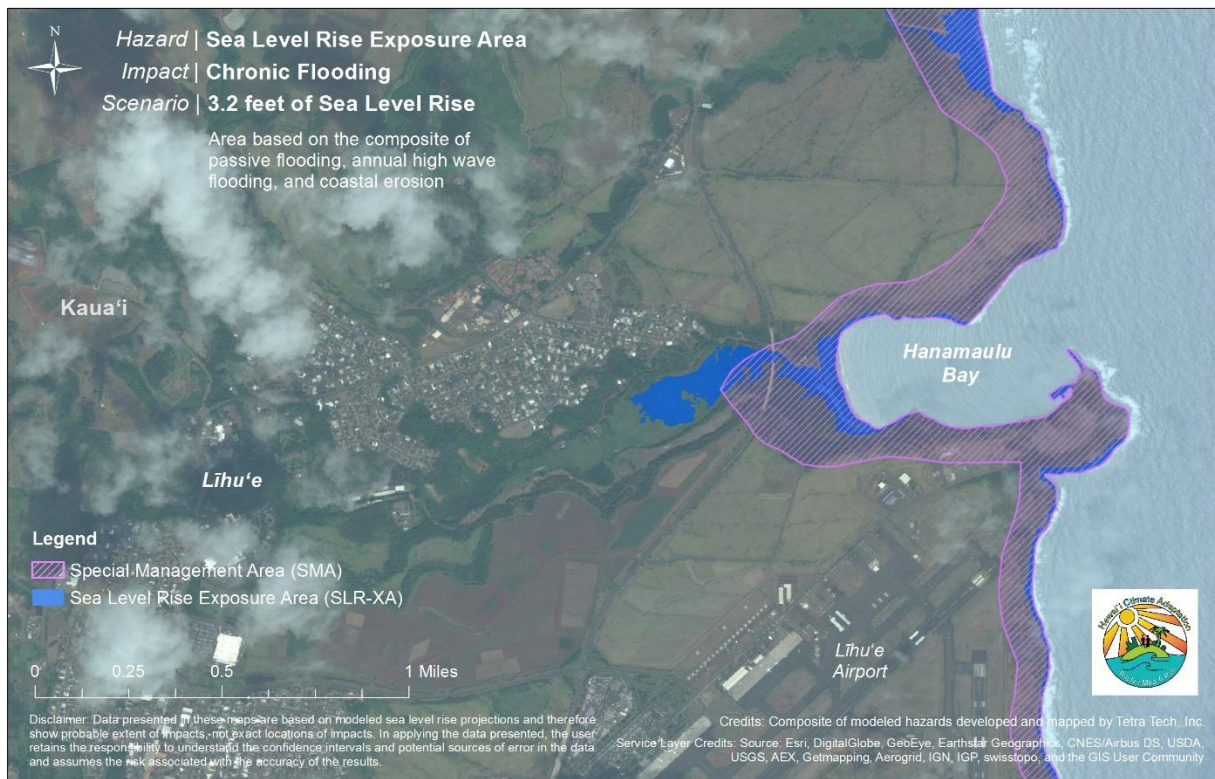 N
Hazard | Sea Level Rise Exposure Area
Impact | Chronic Flooding
Scenario | 3.2 feet of Sea Level Rise
Area based on the composite of
passive flooding, annual high wave
flooding, and coastal erosion
Kauaʻi
Hanamaulu
Bay
Līhuʻe
Legend
Special Management Area (SMA)
Sea Level Rise Exposure Area (SLR-XA)
0 0.25 0.5 1 Miles
Līhuʻe
Airport
Hawaiʻi Climate Adaptation
Disclaimer: Data presented in these maps are based on modeled sea level rise projections and therefore
show probable extent of impacts, not exact locations of impacts. In applying the data presented, the user
retains the responsibility to understand the confidence intervals and potential sources of error in the data
and assumes the risk associated with the accuracy of the results.
Credits: Composite of modeled hazards developed and mapped by Tetra Tech, Inc.
Service Layer Credits: Source: Esri, DigitalGlobe, GeoEye, Earthstar Geographics, CNES/Airbus DS, USDA,
USGS, AEX, Getmapping, Aerogrid, IGN, IGP, swisstopo, and the GIS User Community